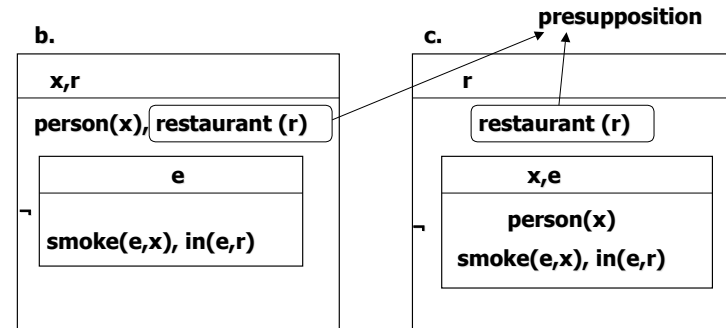 presupposition
b.
x,r
person(x), restaurant (r)
e
¬
smoke(e,x), in(e,r)
c.
r
restaurant (r)
x,e
person(x)
¬
smoke(e,x), in(e,r)